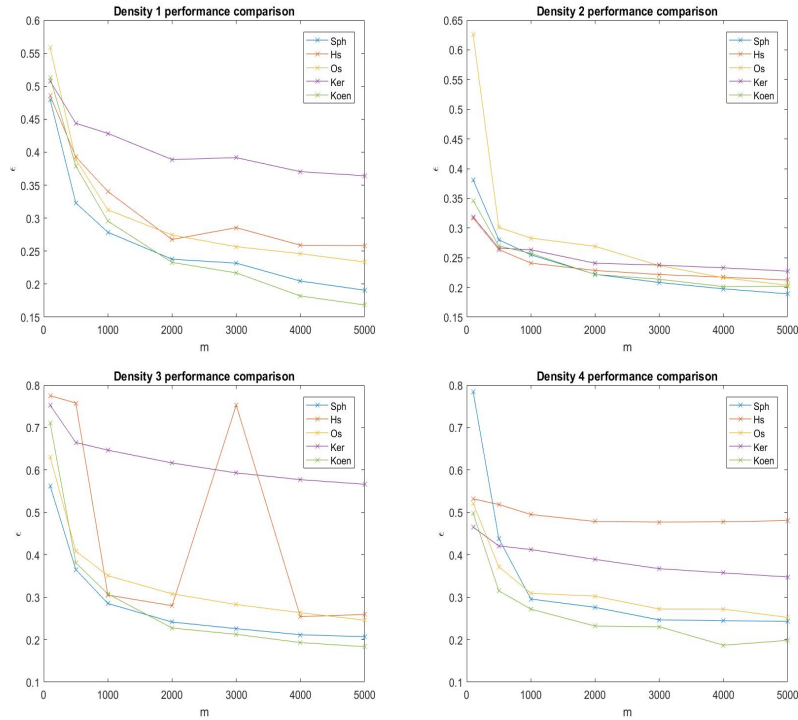 Density 1 performance comparison
0.6
0.55
0.5
0.45
0.4
0.35
0.3
0.25
0.2
0.15
ϵ
0
1000
2000
3000
4000
5000
m
Sph
Hs
Os
Ker
Koen
Density 2 performance comparison
0.65
0.6
0.55
0.5
0.45
0.4
0.35
0.3
0.25
0.2
0.15
ϵ
0
1000
2000
3000
4000
5000
m
Sph
Hs
Os
Ker
Koen
Density 3 performance comparison
0.8
0.7
0.6
0.5
0.4
0.3
0.2
0.1
ϵ
0
1000
2000
3000
4000
5000
m
Sph
Hs
Os
Ker
Koen
Density 4 performance comparison
0.8
0.7
0.6
0.5
0.4
0.3
0.2
0.1
ϵ
0
1000
2000
3000
4000
5000
m
Sph
Hs
Os
Ker
Koen